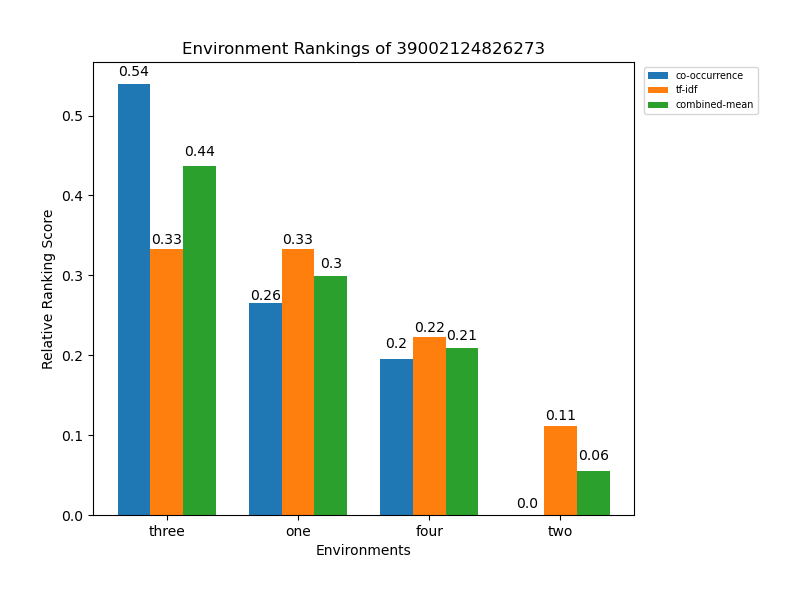 Environment Rankings of 39002124826273
co-occurrence
tf-idf
combined-mean
Relative Ranking Score
0.5
0.4
0.3
0.2
0.1
0.0
0.54
0.33
0.44
0.26
0.33
0.3
0.2
0.22
0.21
0.0
0.11
0.06
three one four two
Environments